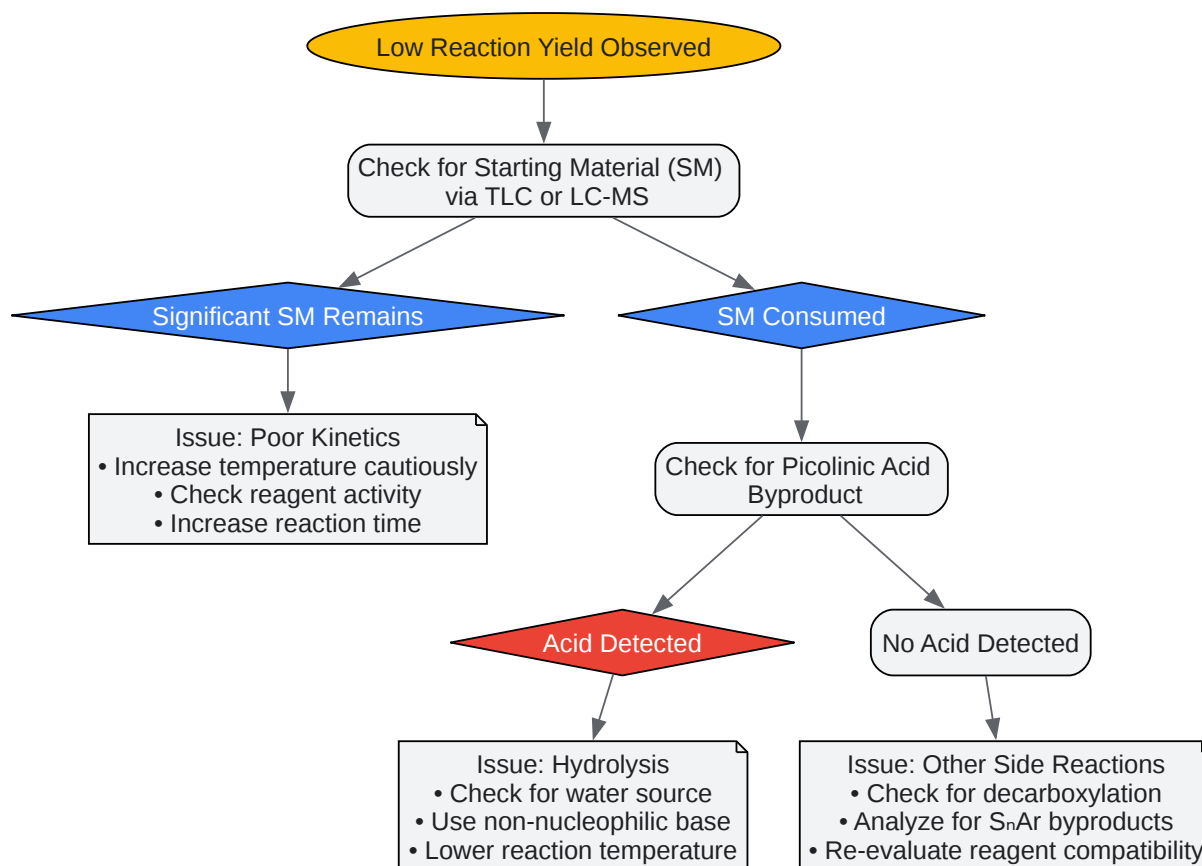 Low Reaction Yield Observed
Check for Starting Material (SM)
via TLC or LC-MS
Significant SM Remains
SM Consumed
Issue: Poor Kinetics
• Increase temperature cautiously
• Check reagent activity
• Increase reaction time
Check for Picolinic Acid
Byproduct
Acid Detected
No Acid Detected
Issue: Hydrolysis
• Check for water source
• Use non-nucleophilic base
• Lower reaction temperature
Issue: Other Side Reactions
• Check for decarboxylation
• Analyze for SₙAr byproducts
• Re-evaluate reagent compatibility